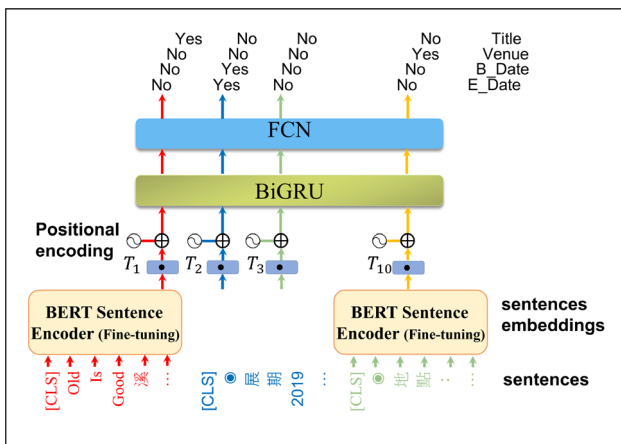 Yes No No No Title
No No No Yes Venue
No Yes No No B_Date
No Yes No No E_Date
FCN
BiGRU
Positional
encoding
T1 T2 T3 T10
BERT Sentence
Encoder (Fine-tuning)
BERT Sentence
Encoder (Fine-tuning)
sentences
embeddings
[CLS] Old Is Good 溪 ...
[CLS] ◉ 展 期 2019 ...
[CLS] ◉ 地 點 : ...
sentences